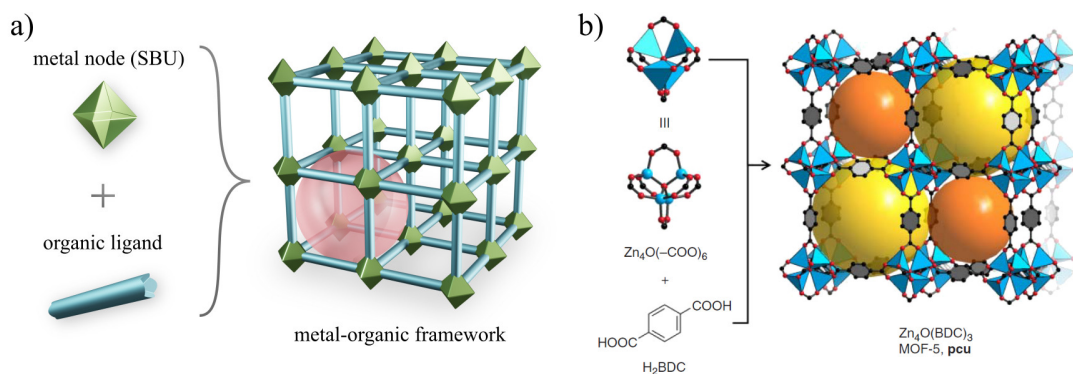 a)
metal node (SBU)
+
organic ligand
metal-organic framework
b)
III
Zn₄O(–COO)₆
+
COOH
HOOC
H₂BDC
Zn₄O(BDC)₃
MOF-5, pcu